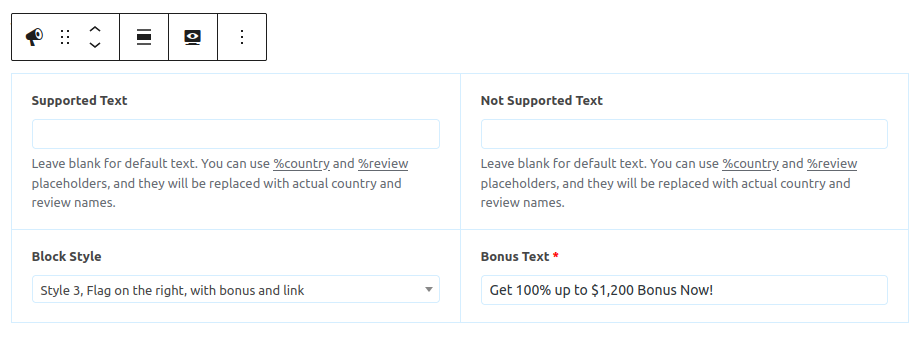 Supported Text
Leave blank for default text. You can use %country and %review
placeholders, and they will be replaced with actual country and
review names.
Not Supported Text
Leave blank for default text. You can use %country and %review
placeholders, and they will be replaced with actual country and
review names.
Block Style
Style 3, Flag on the right, with bonus and link
Bonus Text *
Get 100% up to $1,200 Bonus Now!